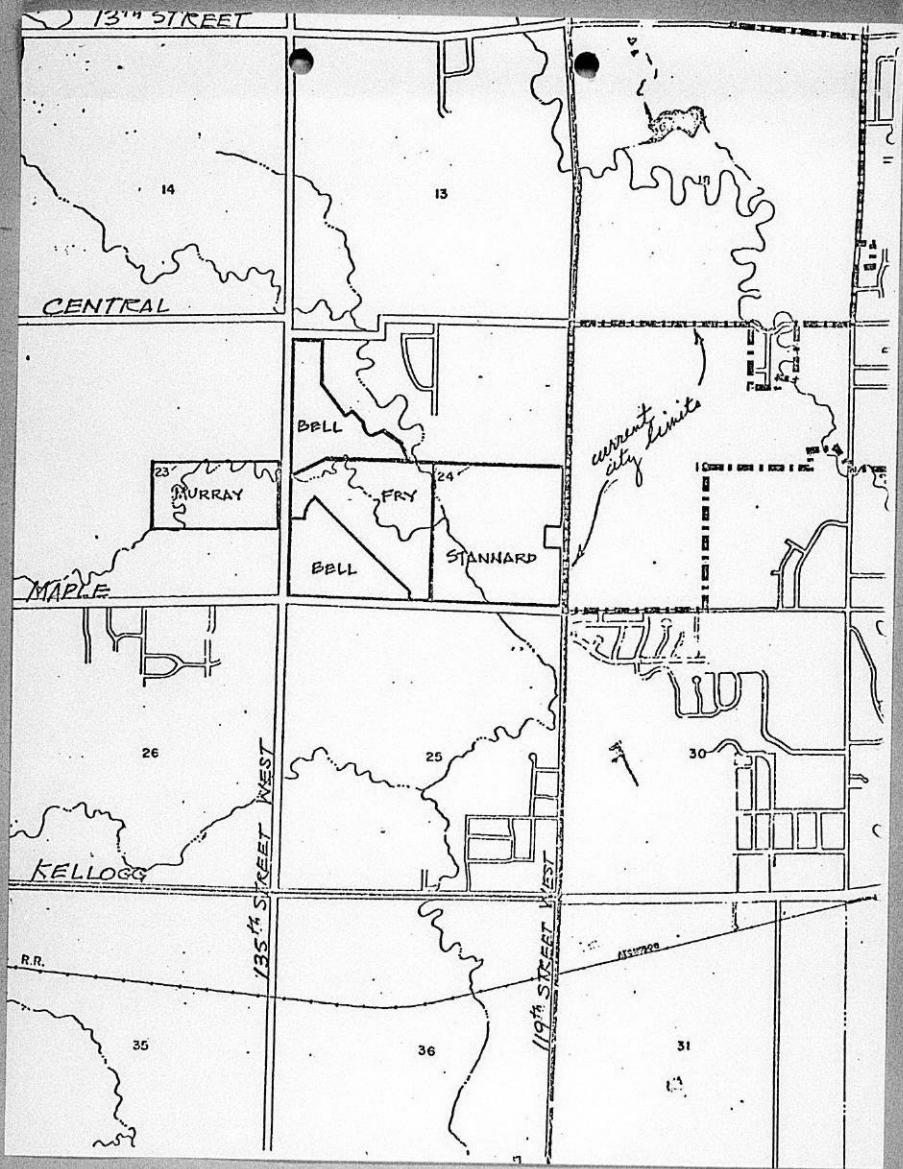 13TH STREET
14
13
17
CENTRAL
BELL
current
city limits
23
MURRAY
FRY
24
STANNARD
BELL
MAPLE
26
25
30
135th STREET WEST
119th STREET WEST
KELLOGG
R.R.
35
36
31